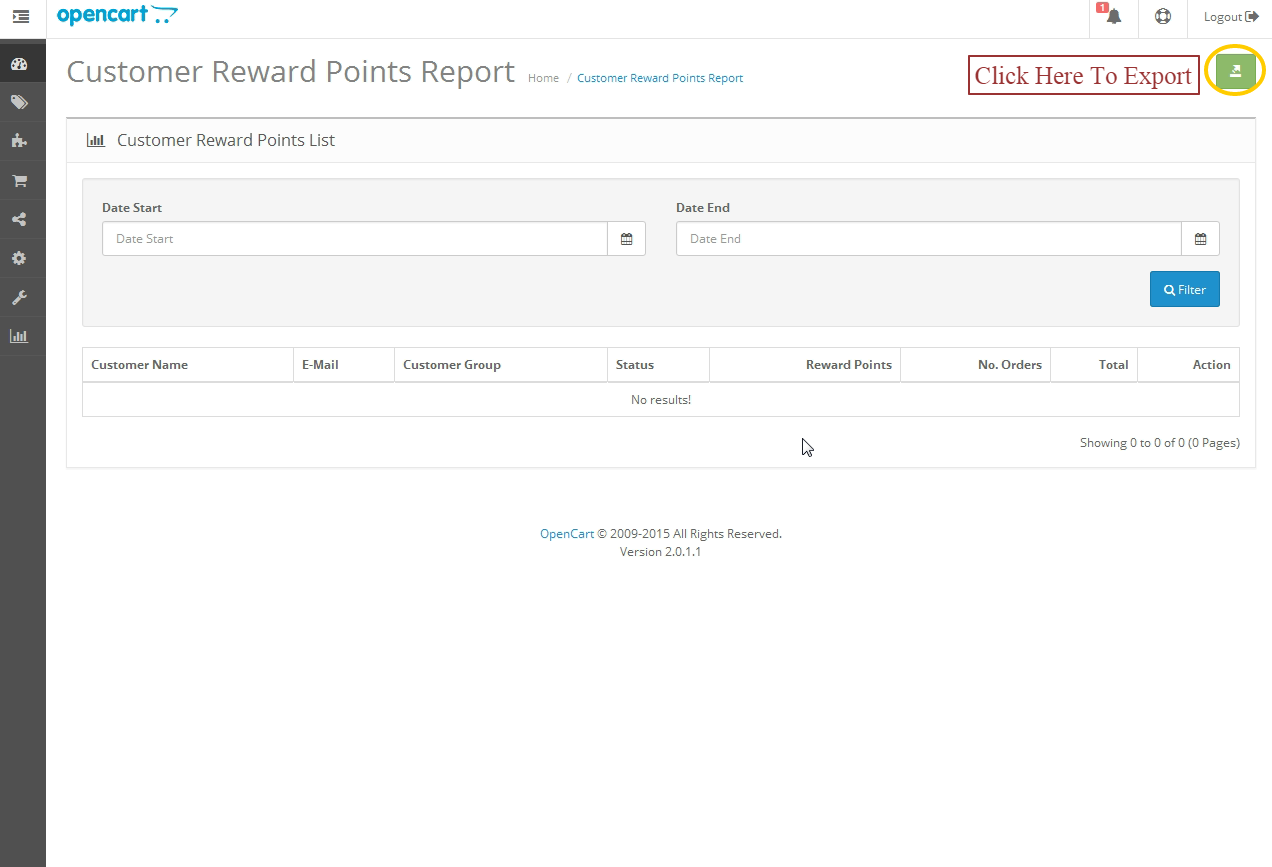 opencart
1
Logout
Customer Reward Points Report
Home / Customer Reward Points Report
Click Here To Export
Customer Reward Points List
Date Start
Date End
Date Start
Date End
Filter
Customer Name E-Mail Customer Group Status Reward Points No. Orders Total Action
No results!
Showing 0 to 0 of 0 (0 Pages)
OpenCart © 2009-2015 All Rights Reserved.
Version 2.0.1.1